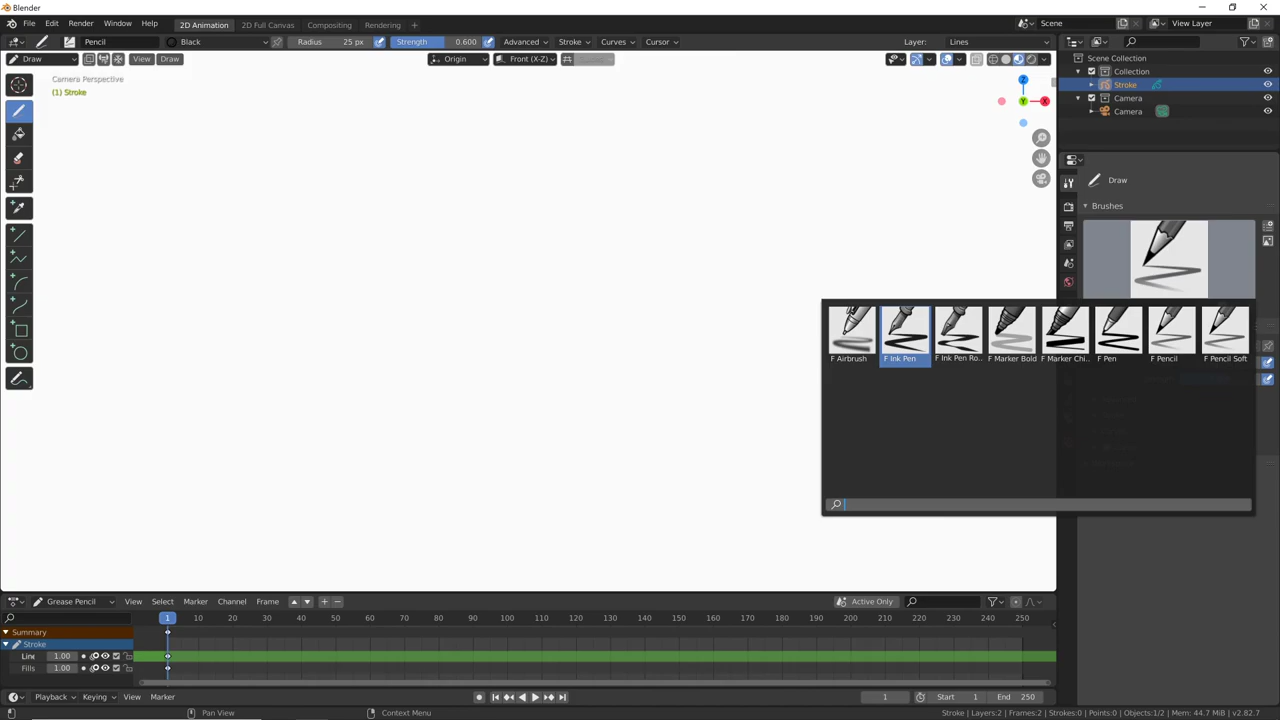 Blender
File Edit Render Window Help 2D Animation 2D Full Canvas Compositing Rendering + Scene View Layer
Pencil Black Radius 25 px Strength 0.600 Advanced Stroke Curves Cursor Layer: Lines
Draw View Draw Origin Front (X-Z)
Scene Collection
Collection
Stroke
Camera
Camera
Camera Perspective
(1) Stroke
Z
Y
X
Draw
Brushes
F Airbrush F Ink Pen F Ink Pen Ro.. F Marker Bold F Marker Chi.. F Pen F Pencil F Pencil Soft
Grease Pencil View Select Marker Channel Frame Active Only
1 10 20 30 40 50 60 70 80 90 100 110 120 130 140 150 160 170 180 190 200 210 220 230 240 250
Summary
Stroke
Line 1.00
Fills 1.00
Playback Keying View Marker 1 Start 1 End 250
Pan View Context Menu Stroke | Layers:2 | Frames:2 | Strokes:0 | Points:0 | Objects:1/2 | Mem: 44.7 MiB | v2.82.7